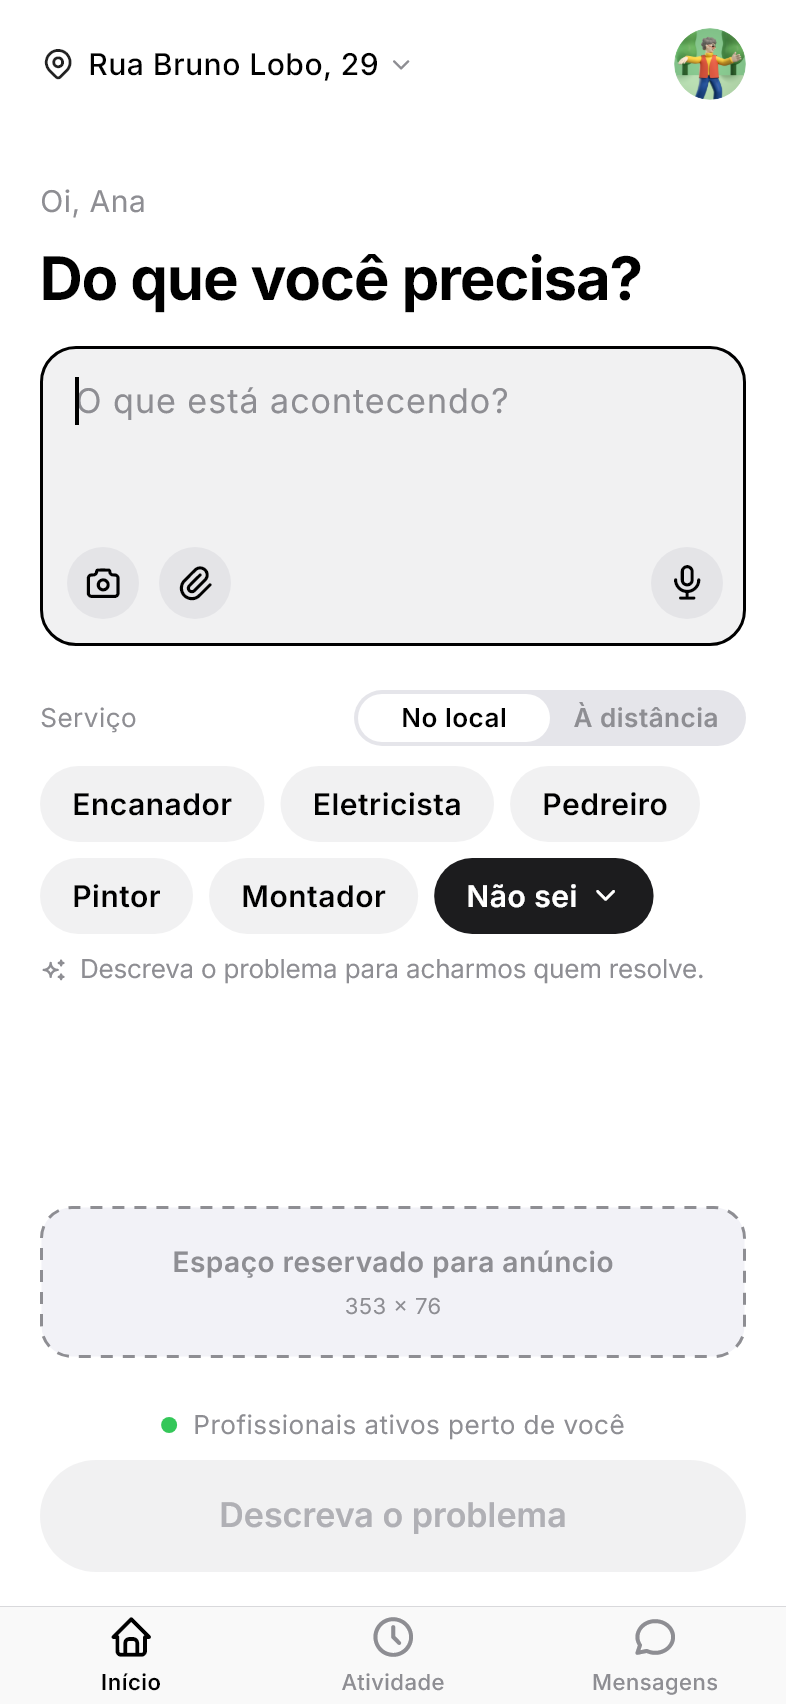 Rua Bruno Lobo, 29
Oi, Ana
Do que você precisa?
O que está acontecendo?
Serviço
No local
À distância
Encanador
Eletricista
Pedreiro
Pintor
Montador
Não sei
Descreva o problema para acharmos quem resolve.
Espaço reservado para anúncio
353 × 76
Profissionais ativos perto de você
Descreva o problema
Início
Atividade
Mensagens